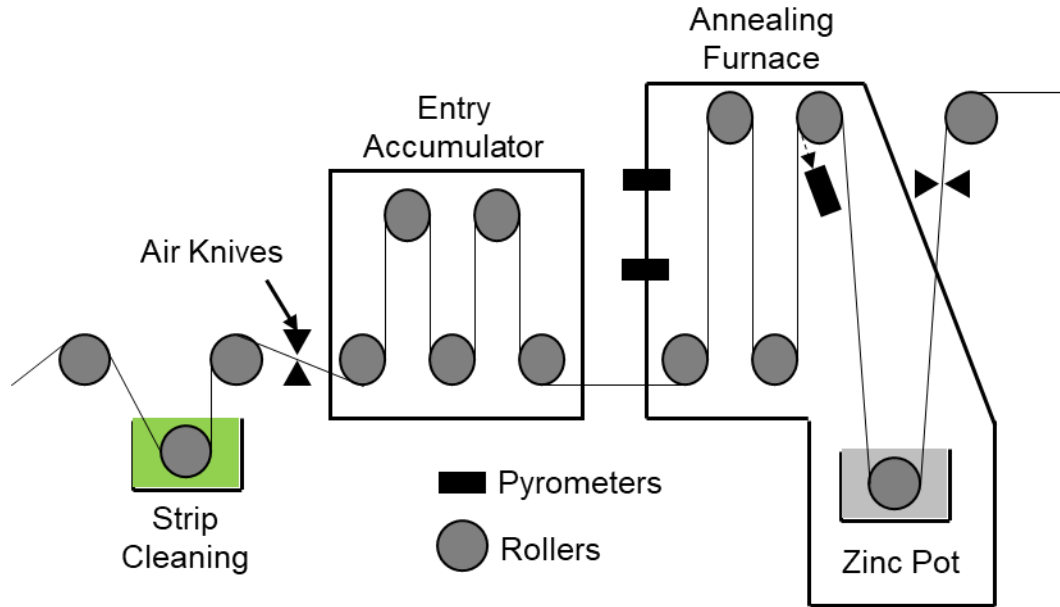 Annealing
Furnace
Entry
Accumulator
Air Knives
Strip
Cleaning
Pyrometers
Rollers
Zinc Pot